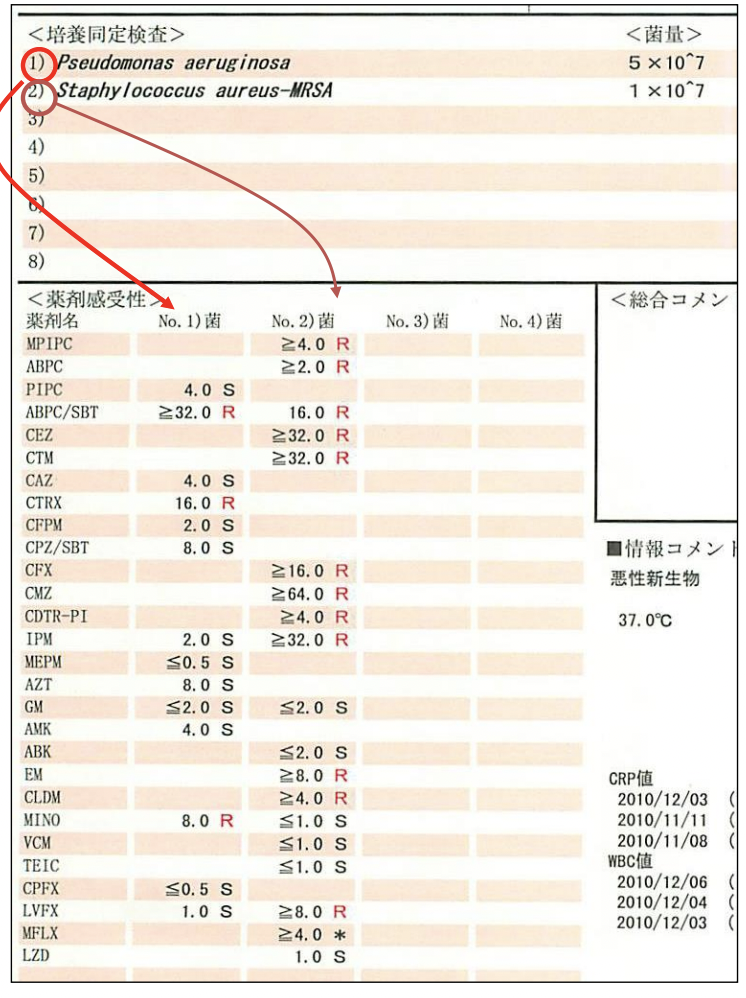 <培養同定検査> <菌量>
1) Pseudomonas aeruginosa 5×10^7
2) Staphylococcus aureus-MRSA 1×10^7
3)
4)
5)
6)
7)
8)
<薬剤感受性> <総合コメン
薬剤名 No.1)菌 No.2)菌 No.3)菌 No.4)菌
MPIPC ≧4.0 R
ABPC ≧2.0 R
PIPC 4.0 S
ABPC/SBT ≧32.0 R 16.0 R
CEZ ≧32.0 R
CTM ≧32.0 R
CAZ 4.0 S
CTRX 16.0 R
CFPM 2.0 S
CPZ/SBT 8.0 S
CFX ≧16.0 R
CMZ ≧64.0 R
CDTR-PI ≧4.0 R
IPM 2.0 S ≧32.0 R
MEPM ≦0.5 S
AZT 8.0 S
GM ≦2.0 S ≦2.0 S
AMK 4.0 S
ABK ≦2.0 S
EM ≧8.0 R
CLDM ≧4.0 R
MINO 8.0 R ≦1.0 S
VCM ≦1.0 S
TEIC ≦1.0 S
CPFX ≦0.5 S
LVFX 1.0 S ≧8.0 R
MFLX ≧4.0 *
LZD 1.0 S
■情報コメント
悪性新生物
37.0℃
CRP値
2010/12/03 (
2010/11/11 (
2010/11/08 (
WBC値
2010/12/06 (
2010/12/04 (
2010/12/03 (